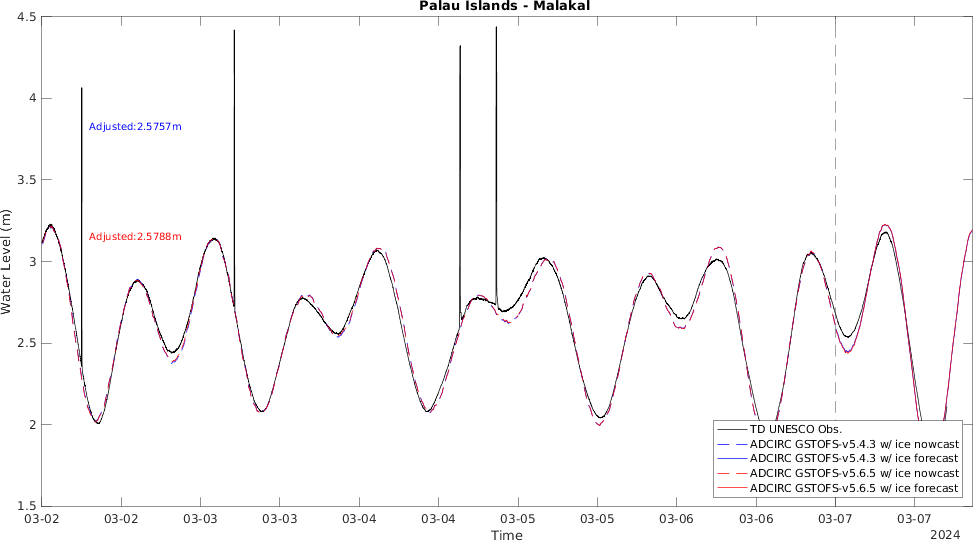 Palau Islands - Malakal
4.5
4
3.5
3
2.5
2
1.5
Water Level (m)
Adjusted:2.5757m
Adjusted:2.5788m
TD UNESCO Obs.
ADCIRC GSTOFS-v5.4.3 w/ ice nowcast
ADCIRC GSTOFS-v5.4.3 w/ ice forecast
ADCIRC GSTOFS-v5.6.5 w/ ice nowcast
ADCIRC GSTOFS-v5.6.5 w/ ice forecast
03-02 03-02 03-03 03-03 03-04 03-04 03-05 03-05 03-06 03-06 03-07 03-07
Time
2024